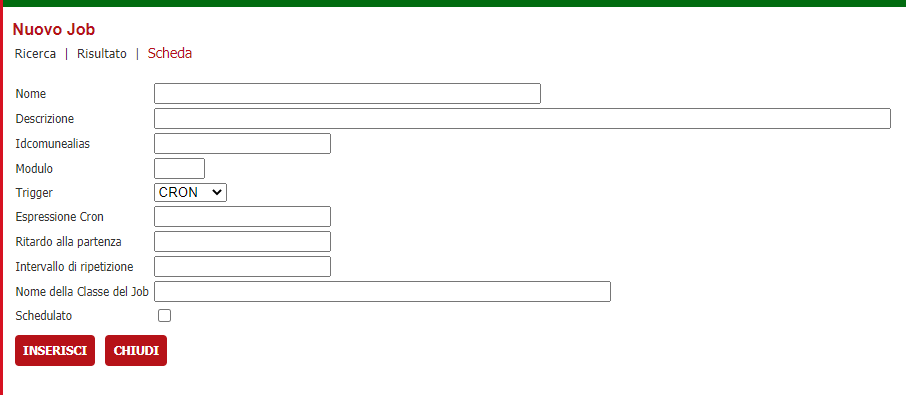 Nuovo Job
Ricerca | Risultato | Scheda
Nome
Descrizione
Idcomunealias
Modulo
Trigger CRON
Espressione Cron
Ritardo alla partenza
Intervallo di ripetizione
Nome della Classe del Job
Schedulato
INSERISCI CHIUDI